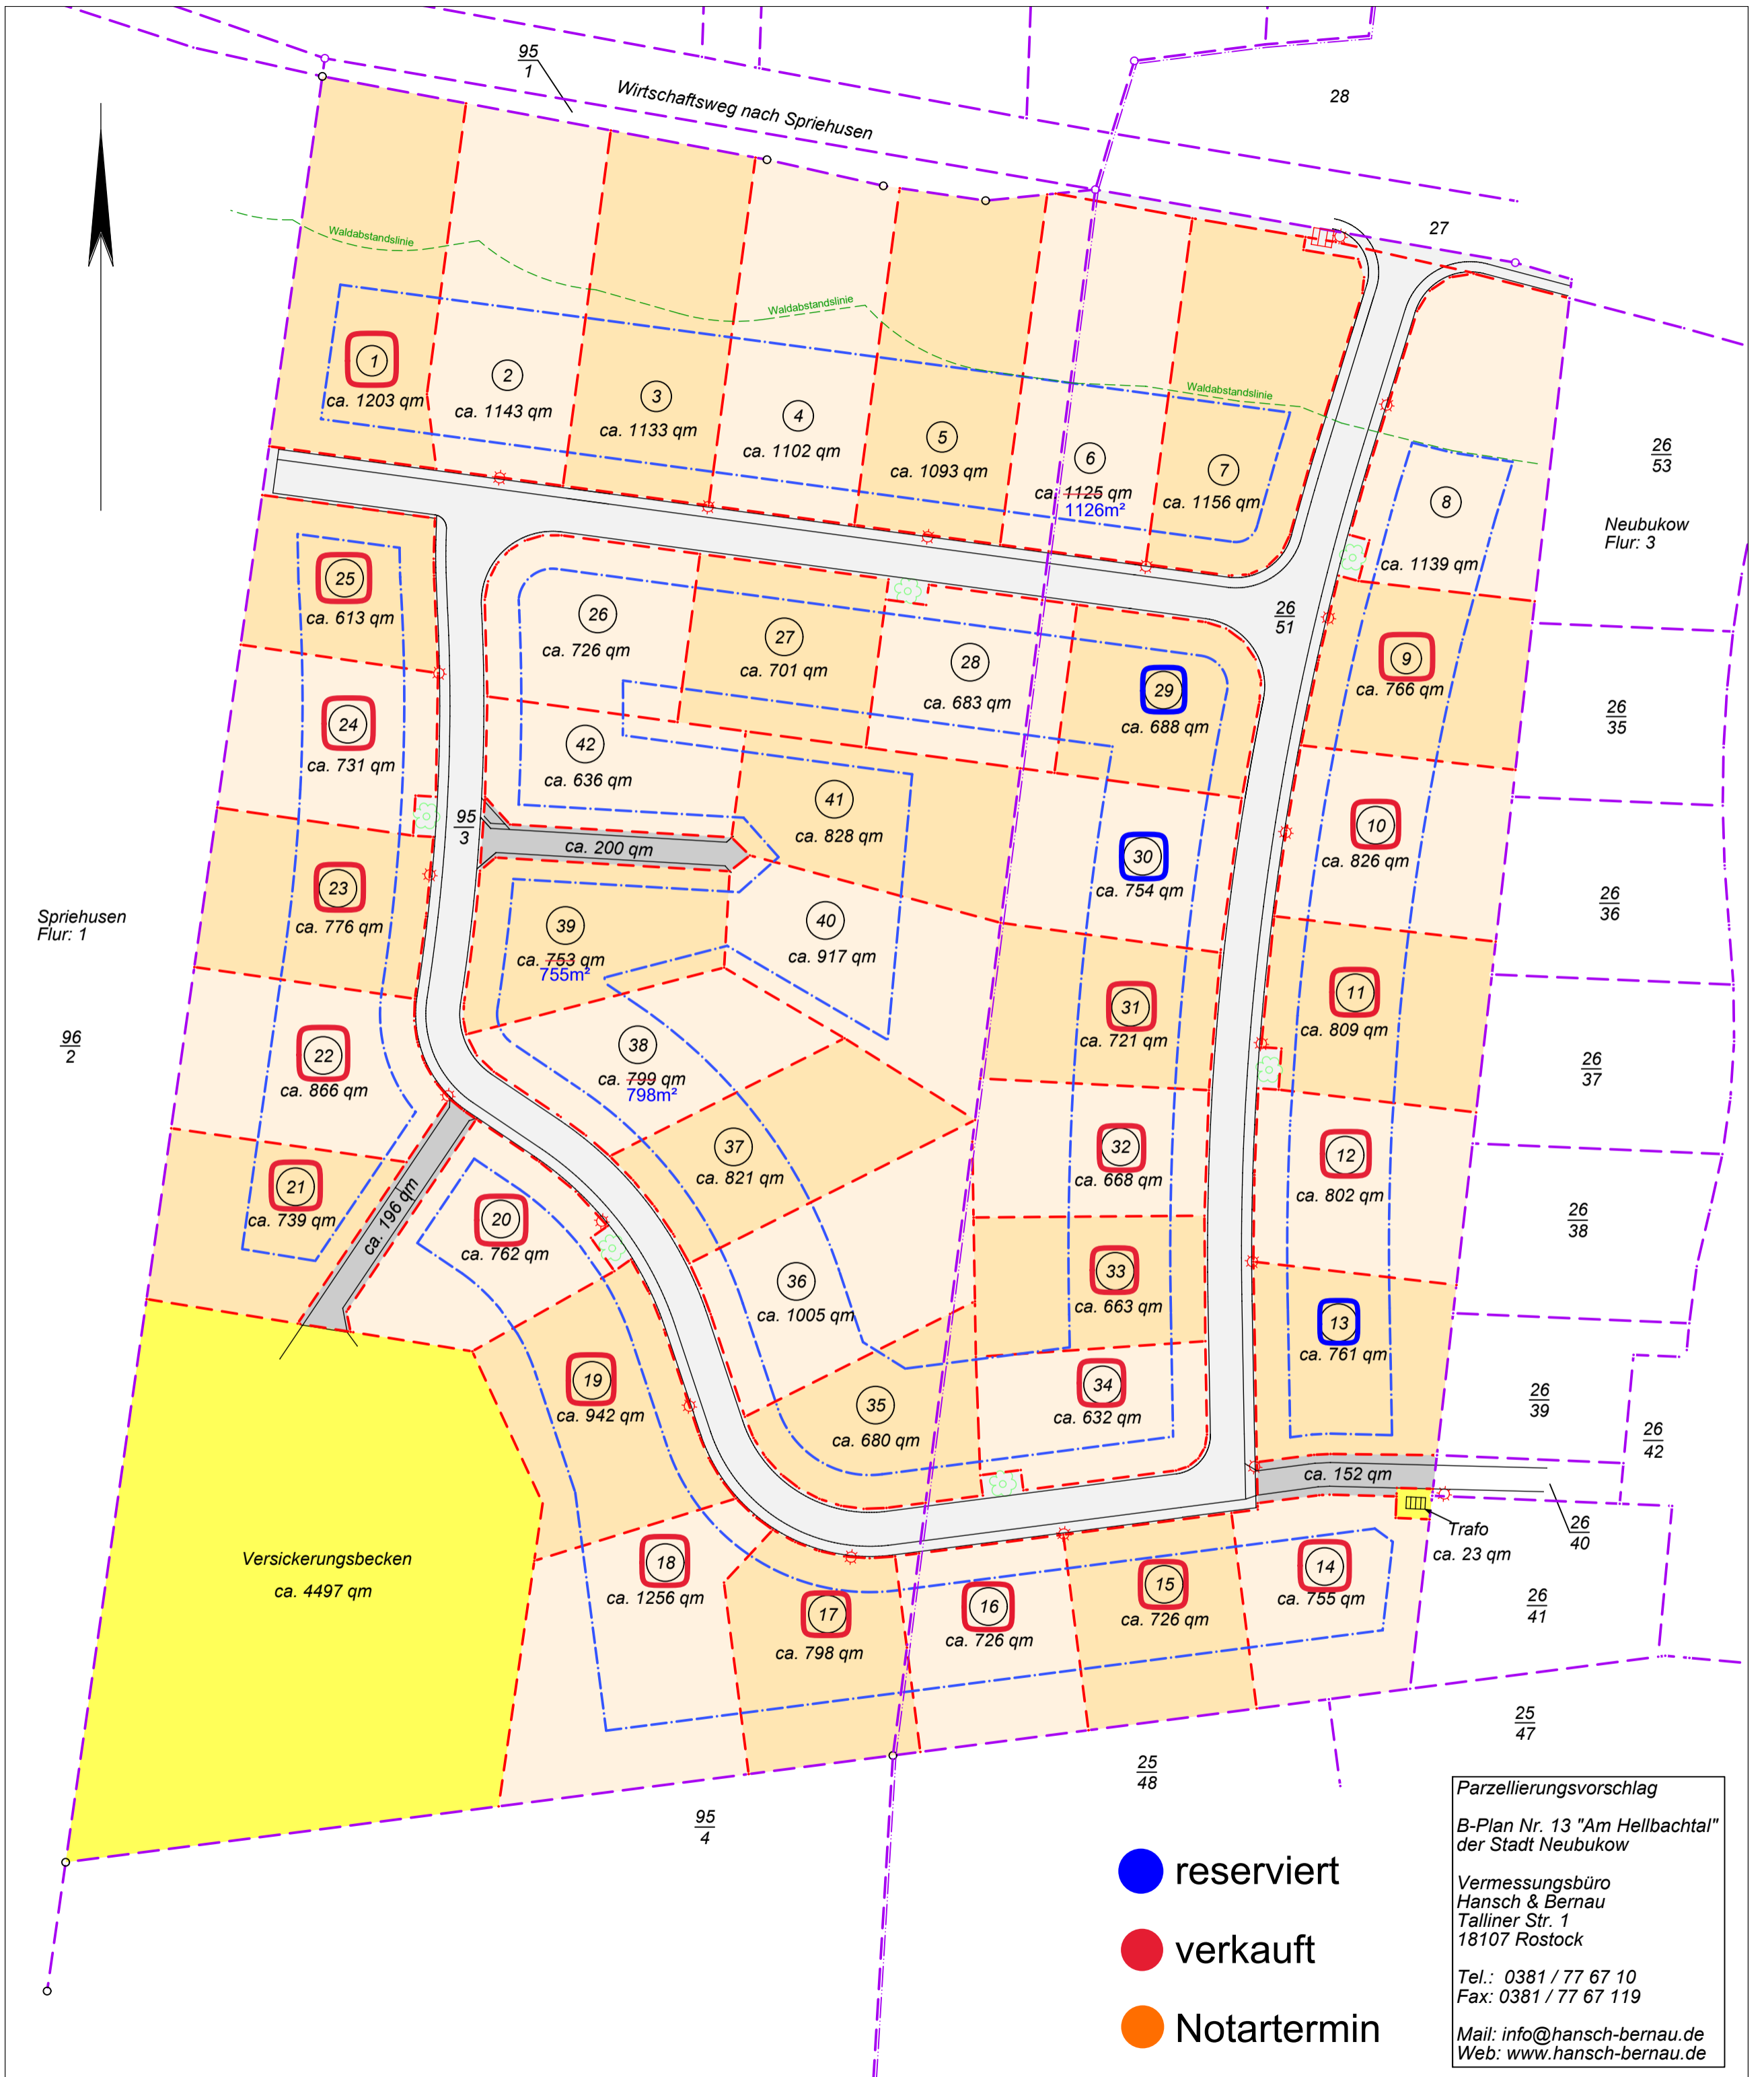 95
1
Wirtschaftsweg nach Spriehusen
28
27
Waldabstandslinie
Waldabstandslinie
Waldabstandslinie
1
ca. 1203 qm
2
ca. 1143 qm
3
ca. 1133 qm
4
ca. 1102 qm
5
ca. 1093 qm
6
ca. 1125 qm
1126m²
7
ca. 1156 qm
8
ca. 1139 qm
26
53
Neubukow
Flur: 3
25
ca. 613 qm
26
ca. 726 qm
27
ca. 701 qm
28
ca. 683 qm
29
ca. 688 qm
26
51
9
ca. 766 qm
26
35
24
ca. 731 qm
42
ca. 636 qm
41
ca. 828 qm
30
ca. 754 qm
10
ca. 826 qm
95
3
ca. 200 qm
23
ca. 776 qm
39
ca. 753 qm
755m²
40
ca. 917 qm
26
36
Spriehusen
Flur: 1
31
ca. 721 qm
11
ca. 809 qm
96
2
22
ca. 866 qm
38
ca. 799 qm
798m²
26
37
37
ca. 821 qm
32
ca. 668 qm
12
ca. 802 qm
21
ca. 739 qm
ca. 196 qm
20
ca. 762 qm
26
38
36
ca. 1005 qm
33
ca. 663 qm
13
ca. 761 qm
19
ca. 942 qm
35
ca. 680 qm
34
ca. 632 qm
26
39
26
42
ca. 152 qm
Trafo
ca. 23 qm
26
40
Versickerungsbecken
ca. 4497 qm
18
ca. 1256 qm
17
ca. 798 qm
16
ca. 726 qm
15
ca. 726 qm
14
ca. 755 qm
26
41
25
47
25
48
95
4
reserviert
verkauft
Notartermin
Parzellierungsvorschlag
B-Plan Nr. 13 "Am Hellbachtal"
der Stadt Neubukow
Vermessungsbüro
Hansch & Bernau
Talliner Str. 1
18107 Rostock
Tel.: 0381 / 77 67 10
Fax: 0381 / 77 67 119
Mail: info@hansch-bernau.de
Web: www.hansch-bernau.de